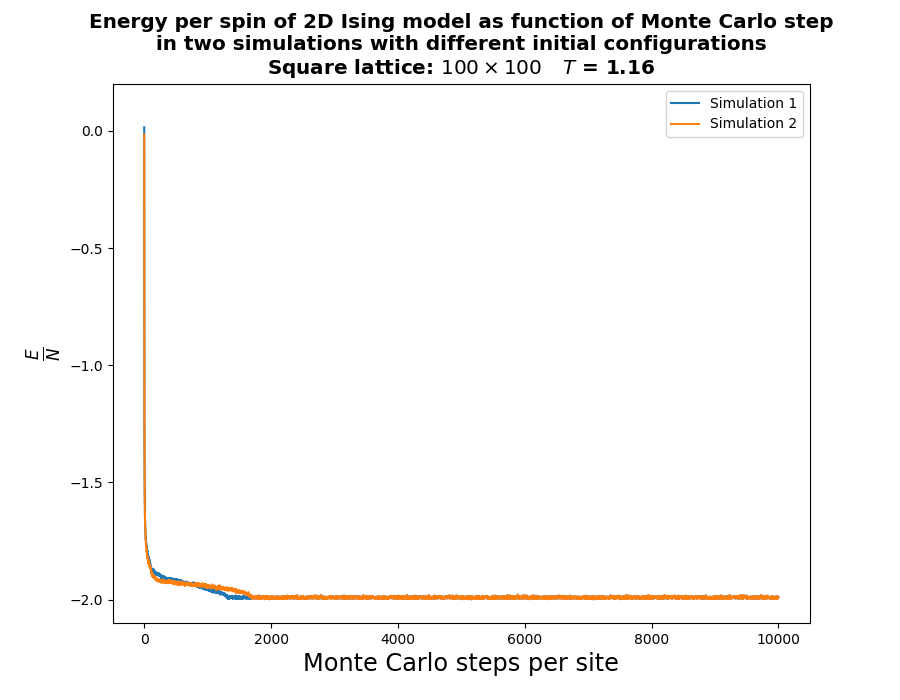 Energy per spin of 2D Ising model as function of Monte Carlo step
in two simulations with different initial configurations
Square lattice: 100 × 100 T = 1.16
Simulation 1
Simulation 2
0.0
−0.5
−1.0
−1.5
−2.0
E
N
0 2000 4000 6000 8000 10000
Monte Carlo steps per site